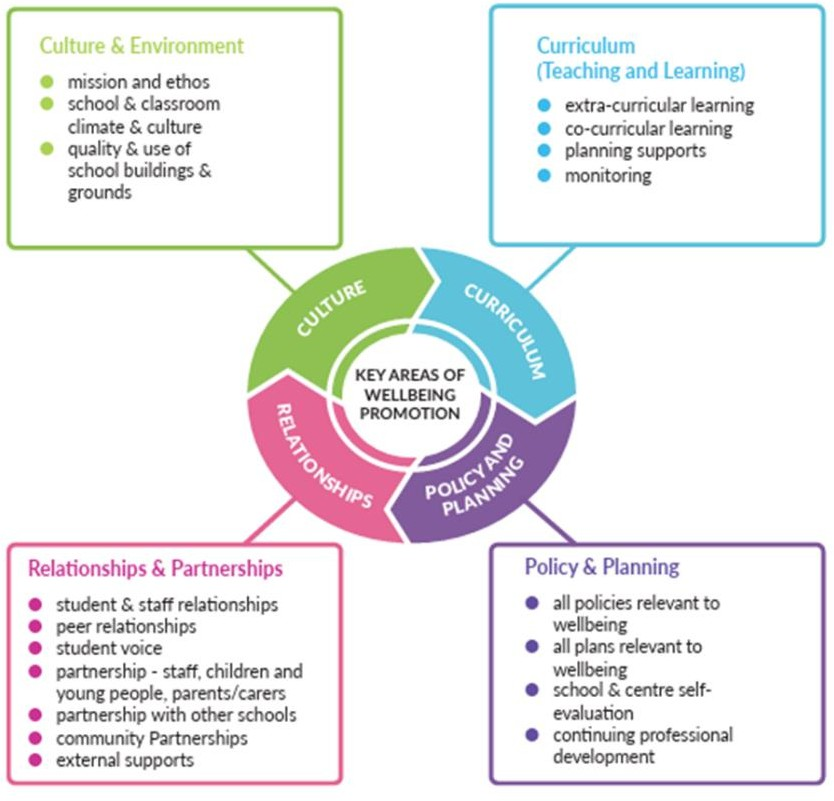 Culture & Environment
mission and ethos
school & classroom
climate & culture
quality & use of
school buildings &
grounds
Curriculum
(Teaching and Learning)
extra-curricular learning
co-curricular learning
planning supports
monitoring
CULTURE
CURRICULUM
KEY AREAS OF
WELLBEING
PROMOTION
RELATIONSHIPS
POLICY AND
PLANNING
Relationships & Partnerships
student & staff relationships
peer relationships
student voice
partnership - staff, children and
young people, parents/carers
partnership with other schools
community Partnerships
external supports
Policy & Planning
all policies relevant to
wellbeing
all plans relevant to
wellbeing
school & centre self-
evaluation
continuing professional
development